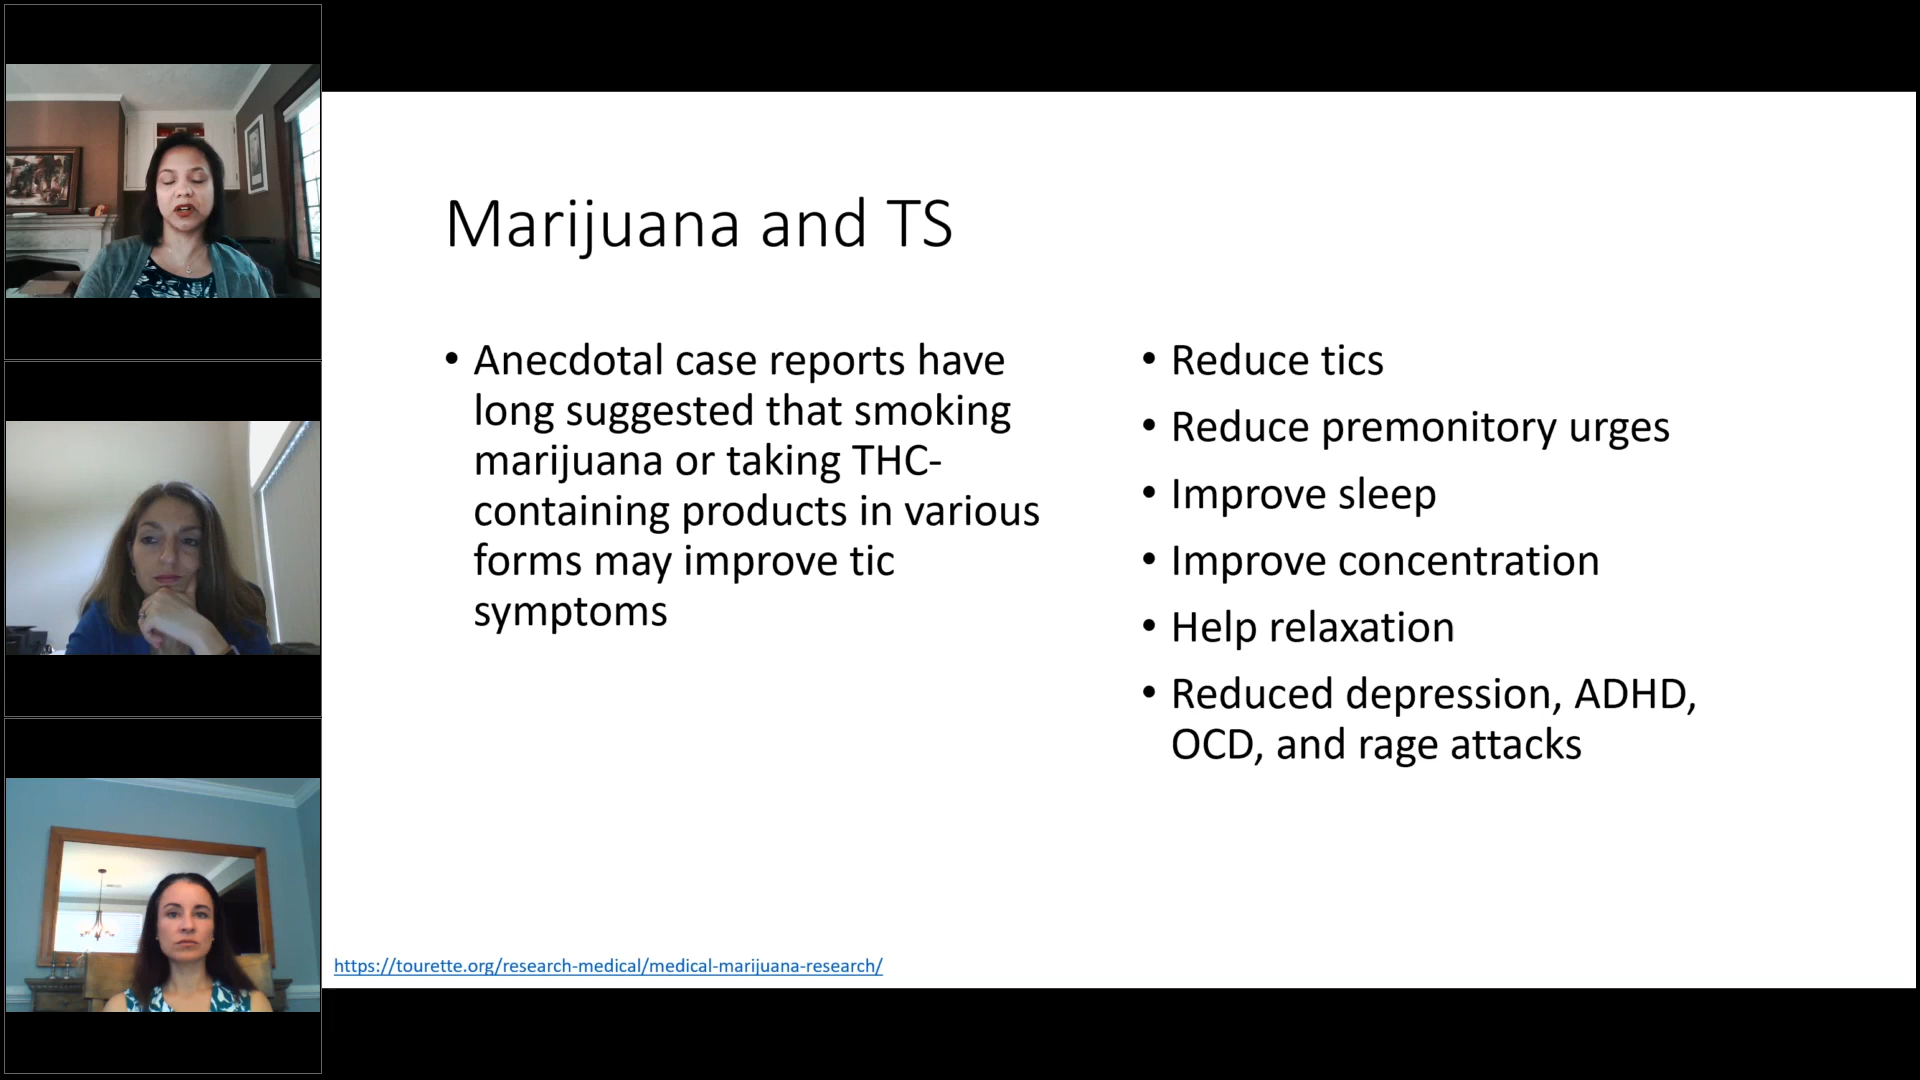 Marijuana and TS
• Anecdotal case reports have
long suggested that smoking
marijuana or taking THC-
containing products in various
forms may improve tic
symptoms
• Reduce tics
• Reduce premonitory urges
• Improve sleep
• Improve concentration
• Help relaxation
• Reduced depression, ADHD,
OCD, and rage attacks
https://tourette.org/research-medical/medical-marijuana-research/